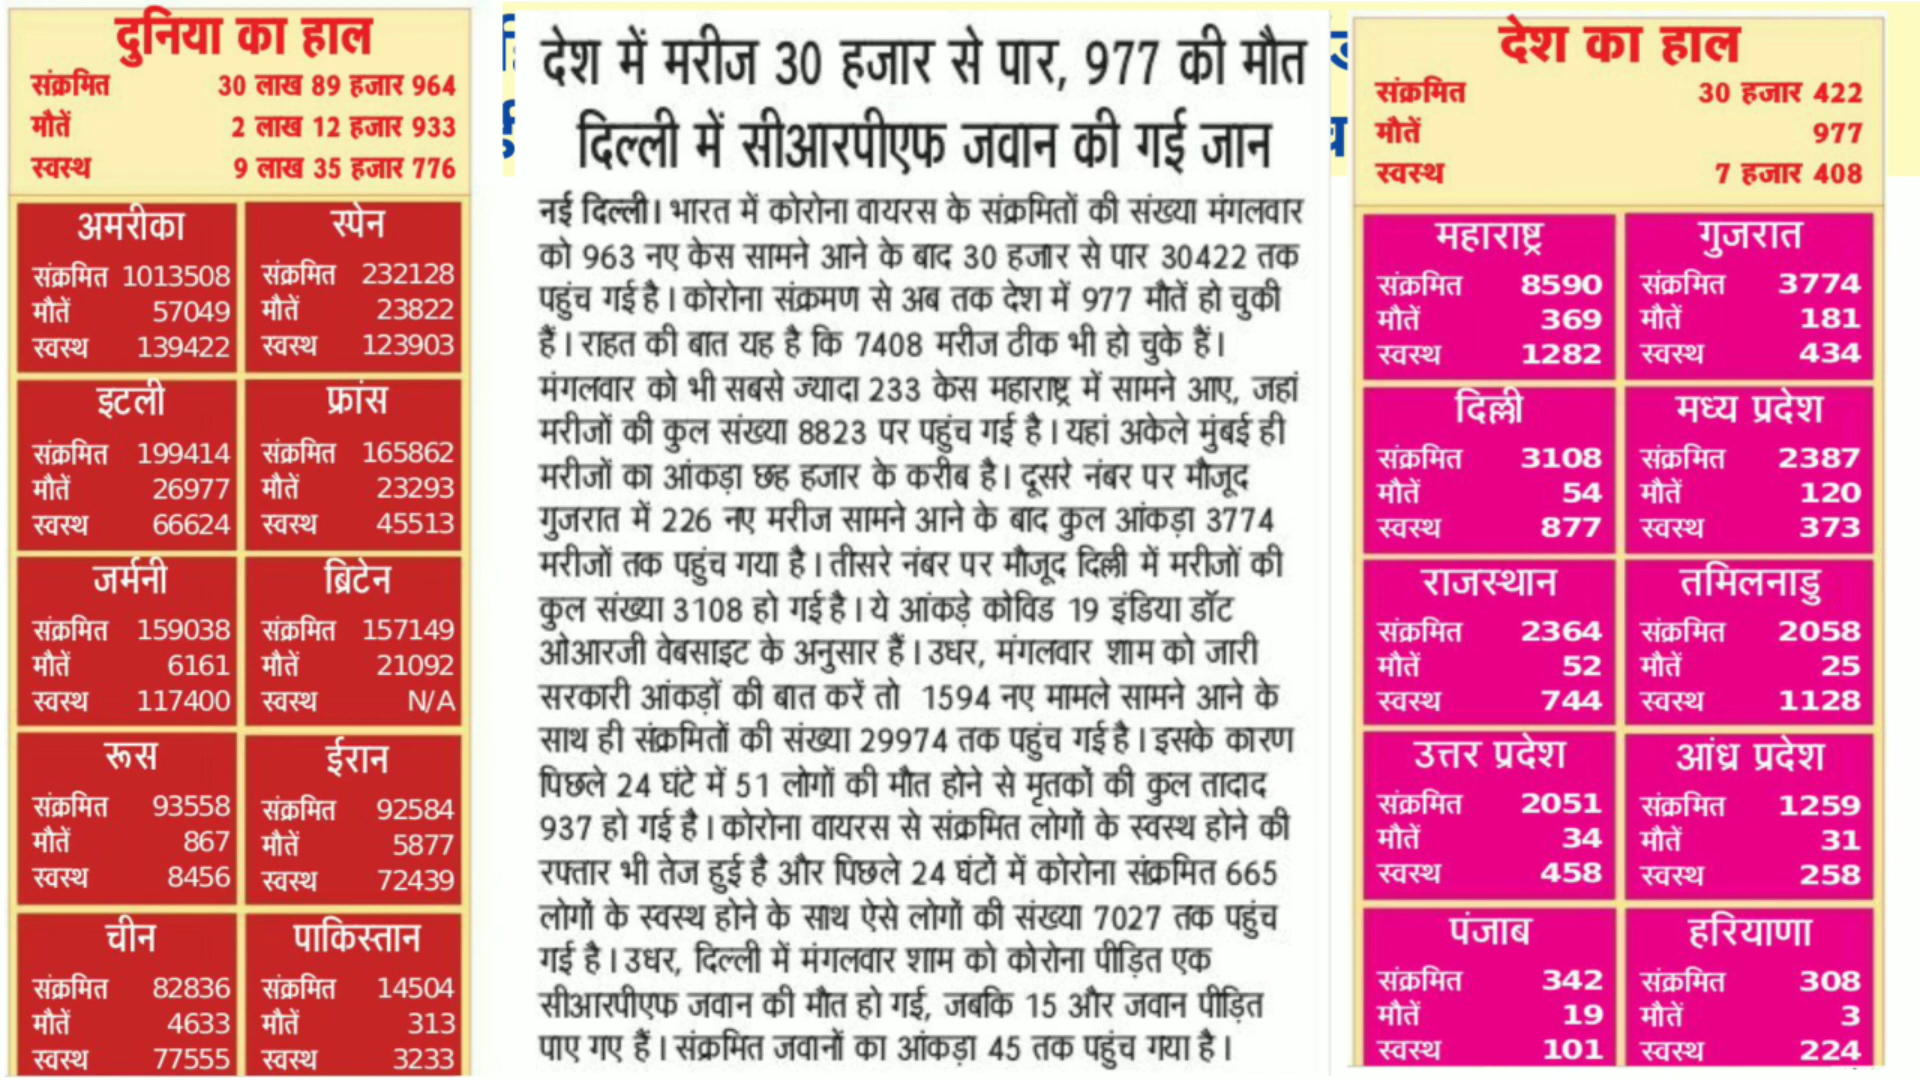 दुनिया का हाल
संक्रमित 30 लाख 89 हजार 964
मौतें 2 लाख 12 हजार 933
स्वस्थ 9 लाख 35 हजार 776
अमरीका
संक्रमित 1013508
मौतें 57049
स्वस्थ 139422
स्पेन
संक्रमित 232128
मौतें 23822
स्वस्थ 123903
इटली
संक्रमित 199414
मौतें 26977
स्वस्थ 66624
फ्रांस
संक्रमित 165862
मौतें 23293
स्वस्थ 45513
जर्मनी
संक्रमित 159038
मौतें 6161
स्वस्थ 117400
ब्रिटेन
संक्रमित 157149
मौतें 21092
स्वस्थ N/A
रूस
संक्रमित 93558
मौतें 867
स्वस्थ 8456
ईरान
संक्रमित 92584
मौतें 5877
स्वस्थ 72439
चीन
संक्रमित 82836
मौतें 4633
स्वस्थ 77555
पाकिस्तान
संक्रमित 14504
मौतें 313
स्वस्थ 3233
देश में मरीज 30 हजार से पार, 977 की मौत
दिल्ली में सीआरपीएफ जवान की गई जान
नई दिल्ली। भारत में कोरोना वायरस के संक्रमितों की संख्या मंगलवार
को 963 नए केस सामने आने के बाद 30 हजार से पार 30422 तक
पहुंच गई है। कोरोना संक्रमण से अब तक देश में 977 मौतें हो चुकी
हैं। राहत की बात यह है कि 7408 मरीज ठीक भी हो चुके हैं।
मंगलवार को भी सबसे ज्यादा 233 केस महाराष्ट्र में सामने आए, जहां
मरीजों की कुल संख्या 8823 पर पहुंच गई है। यहां अकेले मुंबई ही
मरीजों का आंकड़ा छह हजार के करीब है। दूसरे नंबर पर मौजूद
गुजरात में 226 नए मरीज सामने आने के बाद कुल आंकड़ा 3774
मरीजों तक पहुंच गया है। तीसरे नंबर पर मौजूद दिल्ली में मरीजों की
कुल संख्या 3108 हो गई है। ये आंकड़े कोविड 19 इंडिया डॉट
ओआरजी वेबसाइट के अनुसार हैं। उधर, मंगलवार शाम को जारी
सरकारी आंकड़ों की बात करें तो 1594 नए मामले सामने आने के
साथ ही संक्रमितों की संख्या 29974 तक पहुंच गई है। इसके कारण
पिछले 24 घंटे में 51 लोगों की मौत होने से मृतकों की कुल तादाद
937 हो गई है। कोरोना वायरस से संक्रमित लोगों के स्वस्थ होने की
रफ्तार भी तेज हुई है और पिछले 24 घंटों में कोरोना संक्रमित 665
लोगों के स्वस्थ होने के साथ ऐसे लोगों की संख्या 7027 तक पहुंच
गई है। उधर, दिल्ली में मंगलवार शाम को कोरोना पीड़ित एक
सीआरपीएफ जवान की मौत हो गई, जबकि 15 और जवान पीड़ित
पाए गए हैं। संक्रमित जवानों का आंकड़ा 45 तक पहुंच गया है।
देश का हाल
संक्रमित 30 हजार 422
मौतें 977
स्वस्थ 7 हजार 408
महाराष्ट्र
संक्रमित 8590
मौतें 369
स्वस्थ 1282
गुजरात
संक्रमित 3774
मौतें 181
स्वस्थ 434
दिल्ली
संक्रमित 3108
मौतें 54
स्वस्थ 877
मध्य प्रदेश
संक्रमित 2387
मौतें 120
स्वस्थ 373
राजस्थान
संक्रमित 2364
मौतें 52
स्वस्थ 744
तमिलनाडु
संक्रमित 2058
मौतें 25
स्वस्थ 1128
उत्तर प्रदेश
संक्रमित 2051
मौतें 34
स्वस्थ 458
आंध्र प्रदेश
संक्रमित 1259
मौतें 31
स्वस्थ 258
पंजाब
संक्रमित 342
मौतें 19
स्वस्थ 101
हरियाणा
संक्रमित 308
मौतें 3
स्वस्थ 224